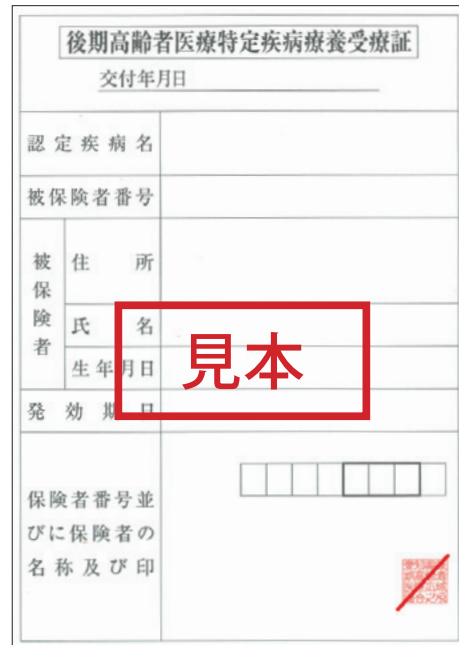 後期高齢者医療特定疾病療養受療証
交付年月日
認定疾病名
被保険者番号
被保険者
住所
氏名
生年月日
発効期日
見本
保険者番号並
びに保険者の
名称及び印